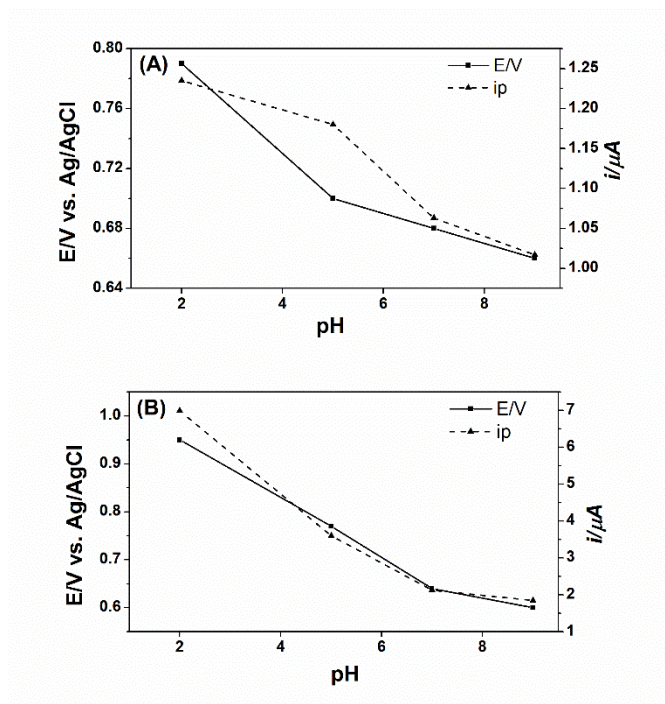 (A)
E/V
ip
0.80
0.76
0.72
0.68
0.64
E/V vs. Ag/AgCl
1.25
1.20
1.15
1.10
1.05
1.00
i/μA
2 4 6 8
pH
(B)
E/V
ip
1.0
0.9
0.8
0.7
0.6
E/V vs. Ag/AgCl
7
6
5
4
3
2
1
i/μA
2 4 6 8
pH